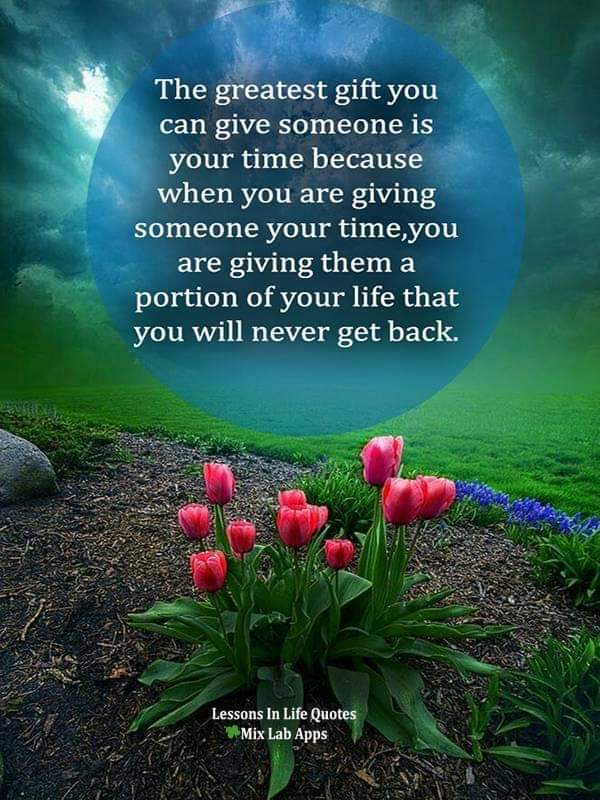 The greatest gift you
can give someone is
your time because
when you are giving
someone your time,you
are giving them a
portion of your life that
you will never get back.
Lessons In Life Quotes
Mix Lab Apps